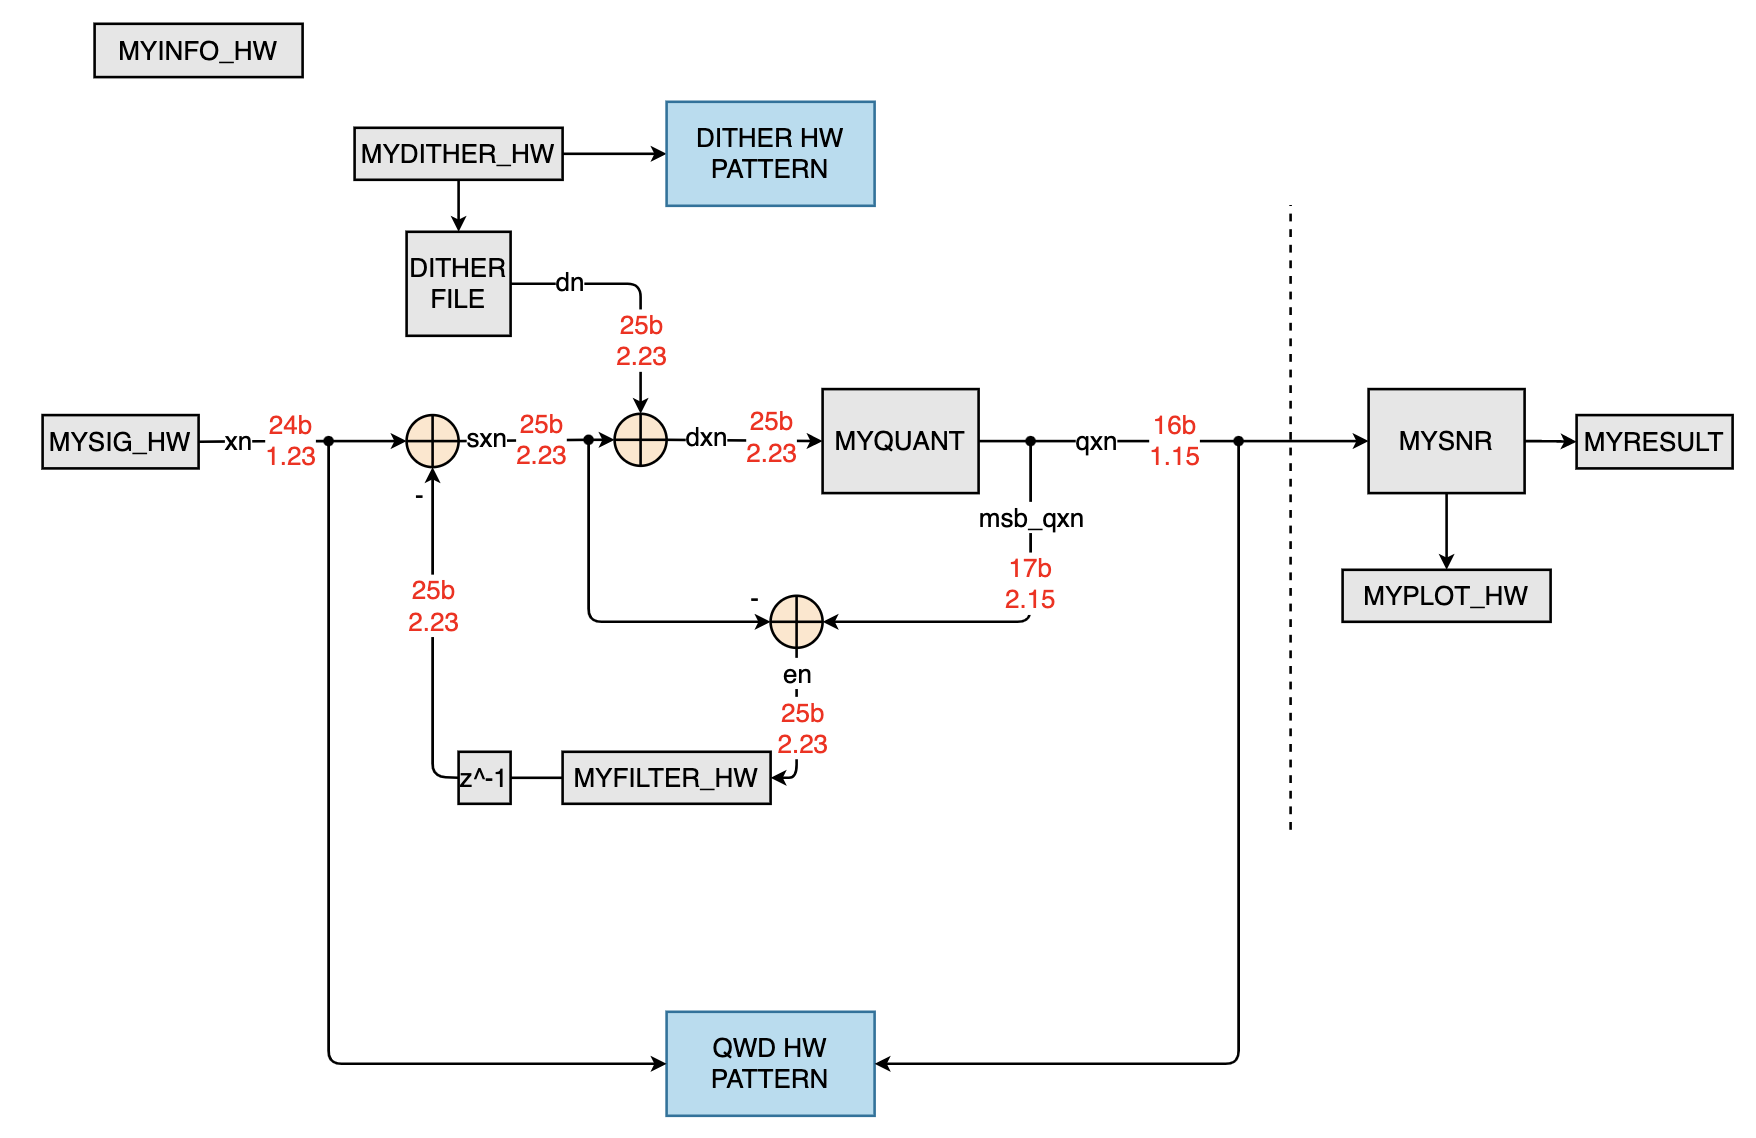 MYINFO_HW
MYDITHER_HW
DITHER HW
PATTERN
DITHER
FILE
dn
25b
2.23
MYSIG_HW
xn
24b
1.23
sxn
25b
2.23
dxn
25b
2.23
MYQUANT
qxn
16b
1.15
MYSNR
MYRESULT
-
msb_qxn
17b
2.15
MYPLOT_HW
25b
2.23
-
en
25b
2.23
z^-1
MYFILTER_HW
QWD HW
PATTERN